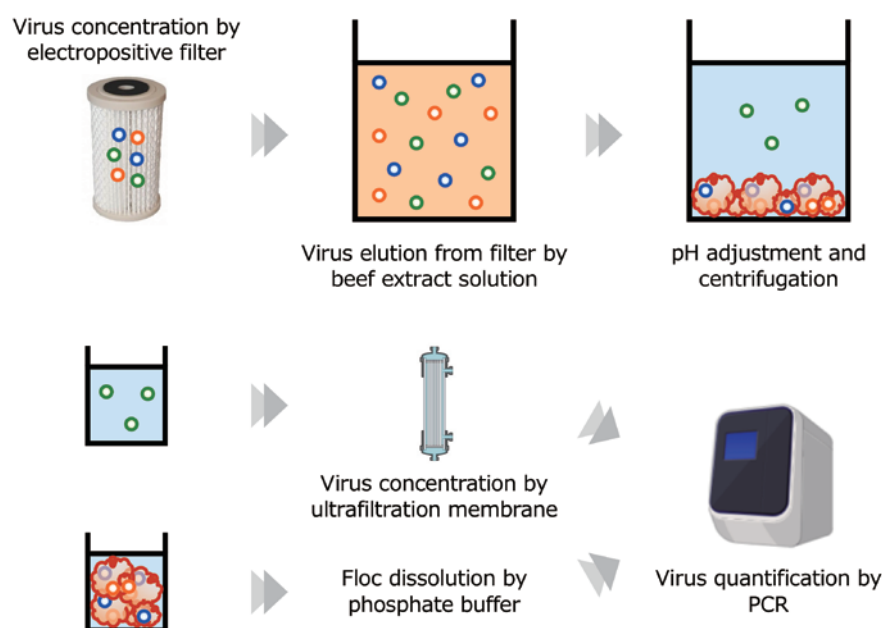 Virus concentration by
electropositive filter
Virus elution from filter by
beef extract solution
pH adjustment and
centrifugation
Virus concentration by
ultrafiltration membrane
Floc dissolution by
phosphate buffer
Virus quantification by
PCR